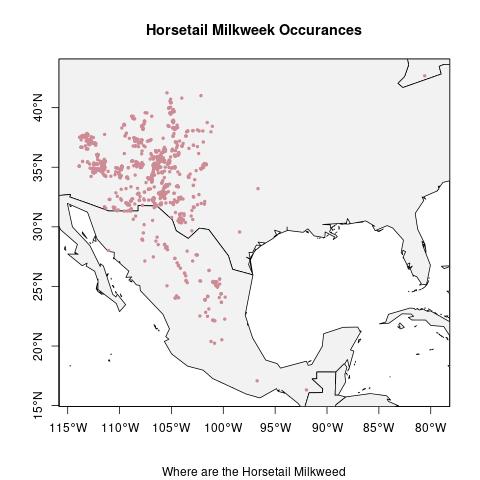 Horsetail Milkweek Occurances
40°N
35°N
30°N
25°N
20°N
15°N
115°W 110°W 105°W 100°W 95°W 90°W 85°W 80°W
Where are the Horsetail Milkweed